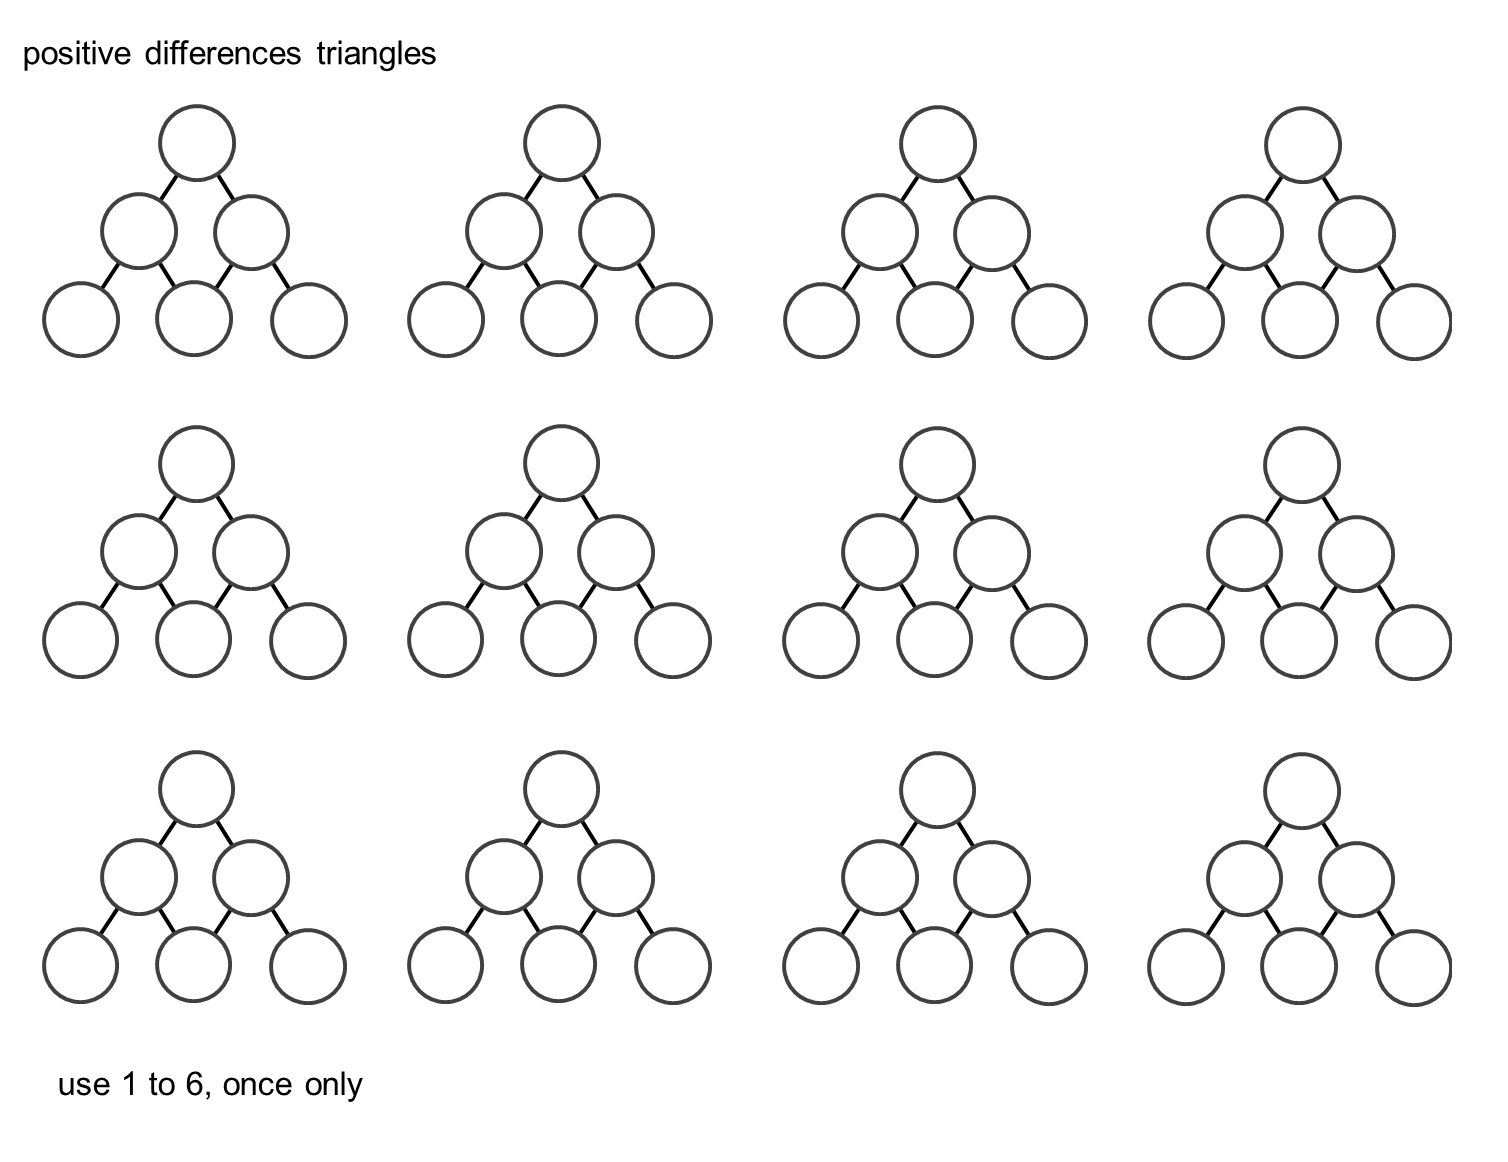 positive differences triangles
use 1 to 6, once only